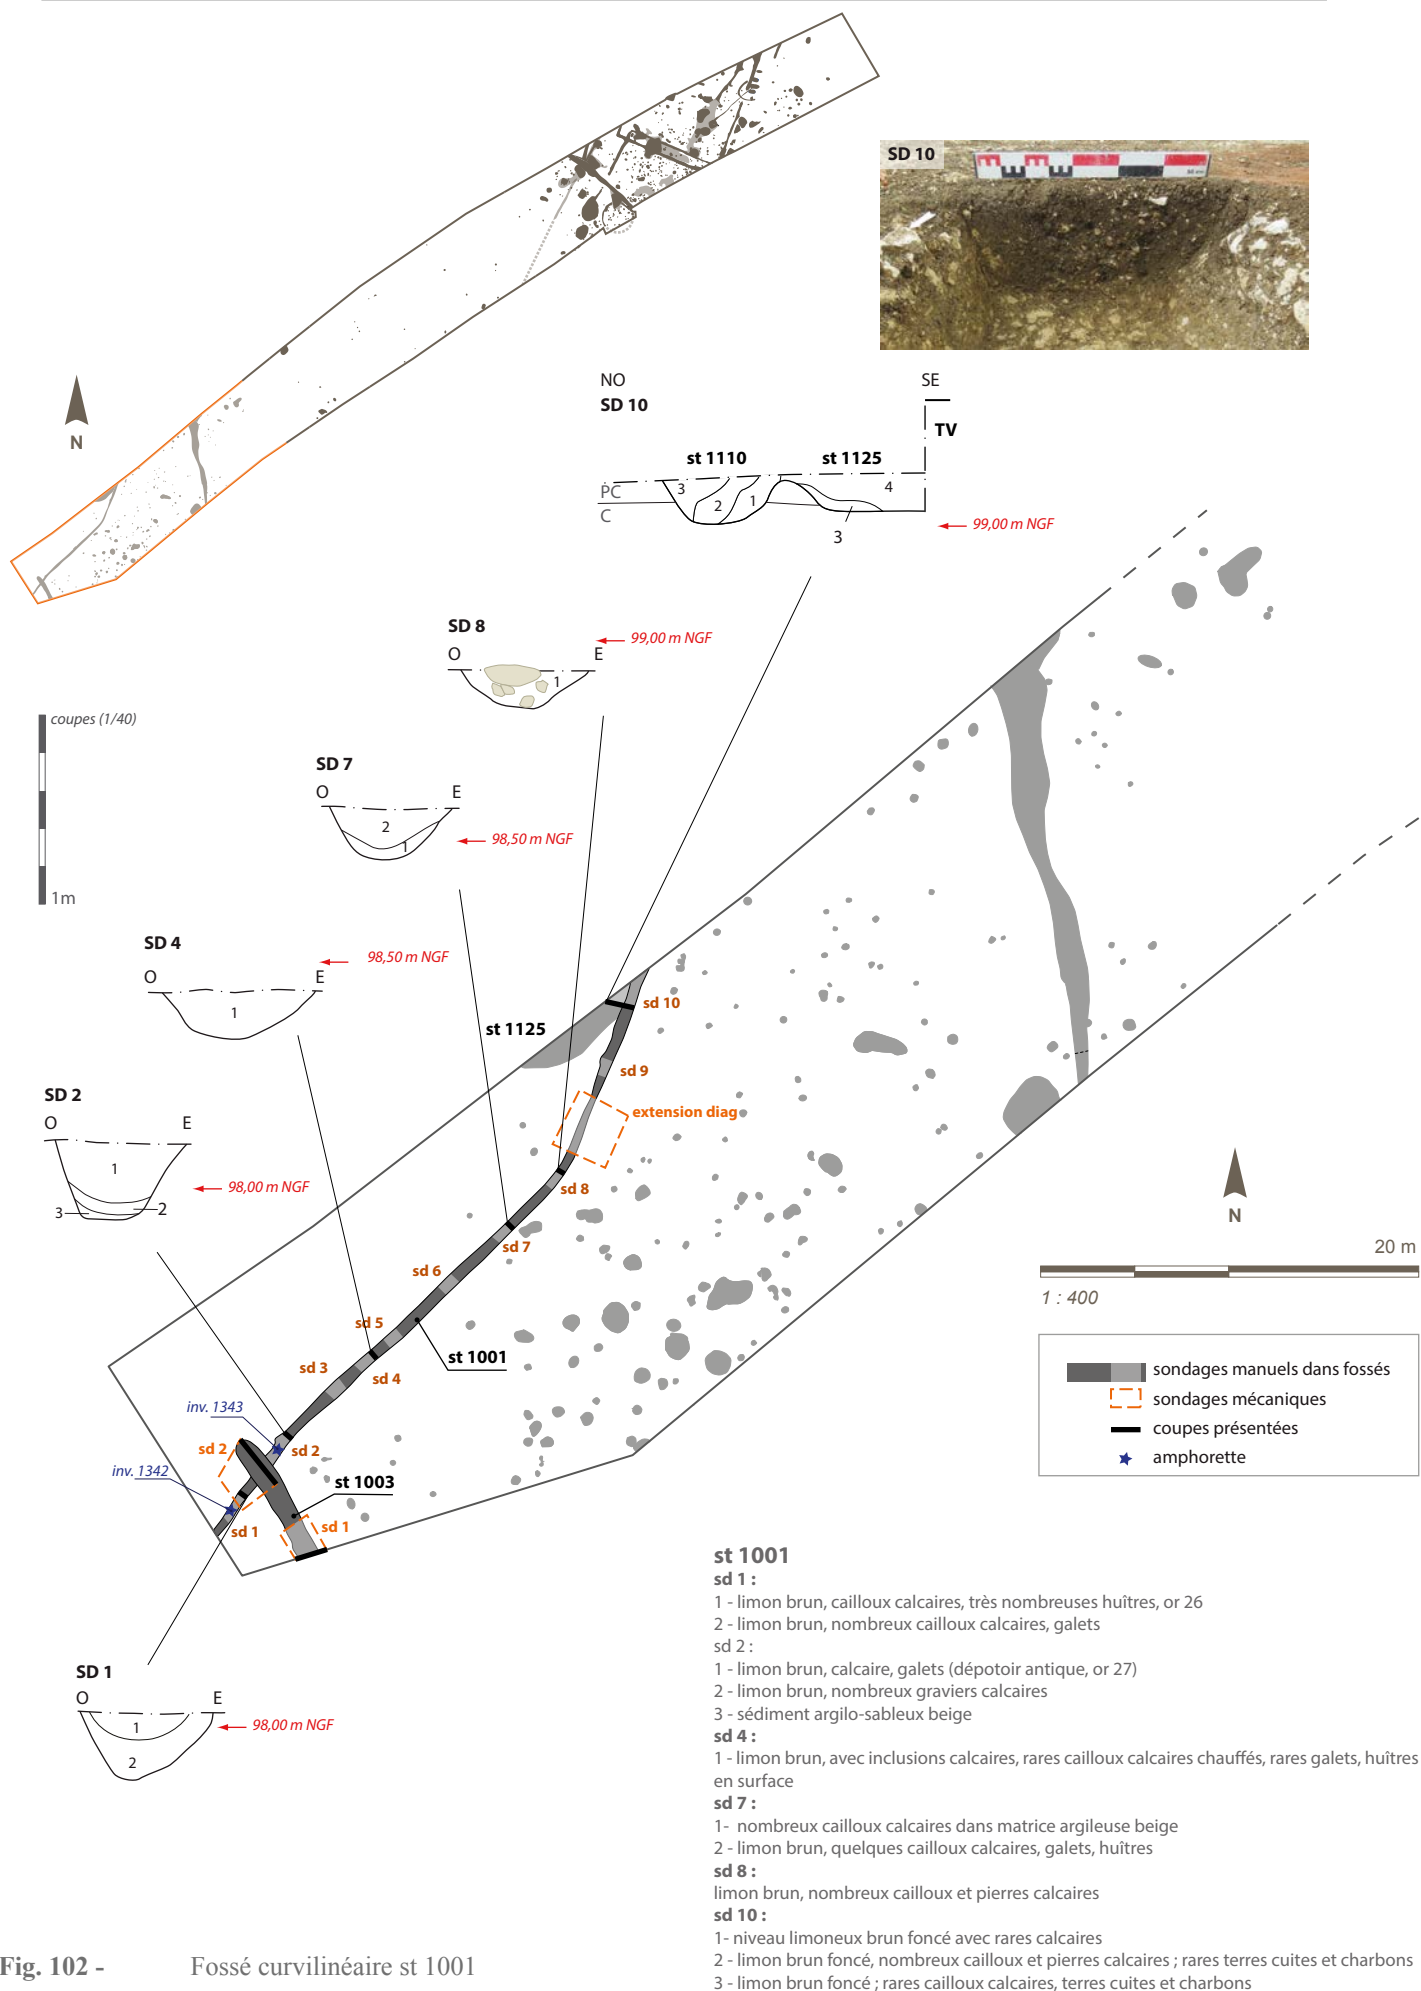 SD 10
N
NO
SE
SD 10
TV
st 1110
st 1125
3
2
1
4
PC
C
3
99,00 m NGF
SD 8
99,00 m NGF
O
E
1
coupes (1/40)
1m
SD 7
O
E
2
1
98,50 m NGF
SD 4
98,50 m NGF
O
E
1
SD 2
O
E
1
98,00 m NGF
3
2
st 1125
sd 10
sd 9
extension diag
sd 8
sd 7
sd 6
sd 5
st 1001
sd 3
sd 4
inv. 1343
sd 2
sd 2
inv. 1342
st 1003
sd 1
sd 1
N
20 m
1 : 400
sondages manuels dans fossés
sondages mécaniques
coupes présentées
amphorette
SD 1
O
E
1
98,00 m NGF
2
st 1001
sd 1 :
1 - limon brun, cailloux calcaires, très nombreuses huîtres, or 26
2 - limon brun, nombreux cailloux calcaires, galets
sd 2 :
1 - limon brun, calcaire, galets (dépotoir antique, or 27)
2 - limon brun, nombreux graviers calcaires
3 - sédiment argilo-sableux beige
sd 4 :
1 - limon brun, avec inclusions calcaires, rares cailloux calcaires chauffés, rares galets, huîtres
en surface
sd 7 :
1- nombreux cailloux calcaires dans matrice argileuse beige
2 - limon brun, quelques cailloux calcaires, galets, huîtres
sd 8 :
limon brun, nombreux cailloux et pierres calcaires
sd 10 :
1- niveau limoneux brun foncé avec rares calcaires
2 - limon brun foncé, nombreux cailloux et pierres calcaires ; rares terres cuites et charbons
3 - limon brun foncé ; rares cailloux calcaires, terres cuites et charbons
Fig. 102 - Fossé curvilinéaire st 1001